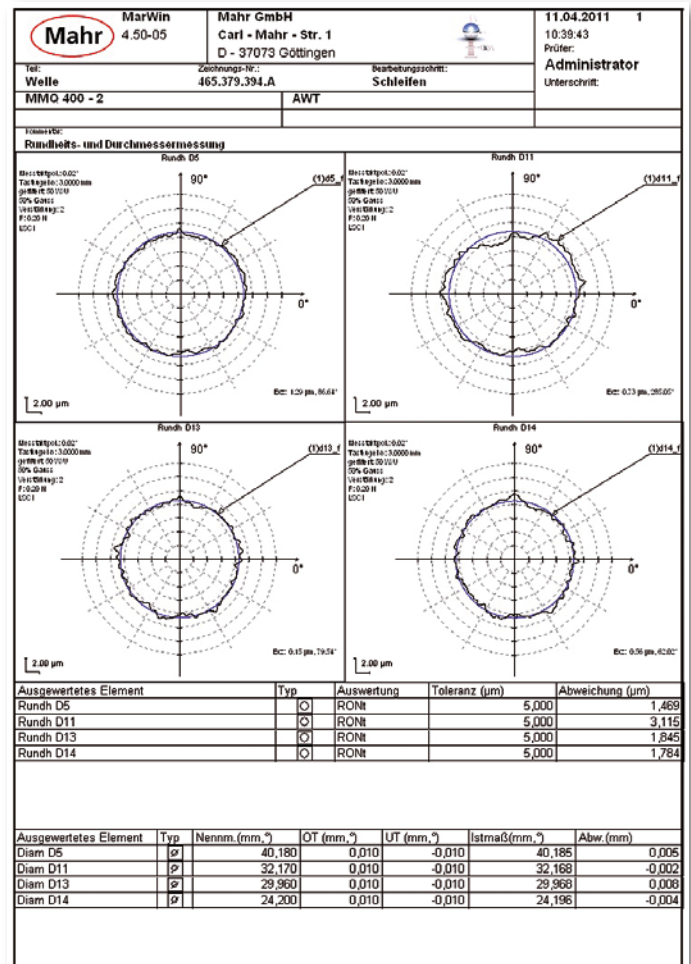 Mahr
MarWin
4.50-05
Mahr GmbH
Carl - Mahr - Str. 1
D - 37073 Göttingen
11.04.2011 1
10:39:43
Prüfer:
Administrator
Unterschrift:
Teil:
Welle
Zeichnungs-Nr.:
465.379.394.A
Bearbeitungsschritt:
Schleifen
MMQ 400 - 2 AWT
Kommentar:
Rundheits- und Durchmessermessung
Rundh D5
90°
(1)d5_f
0°
2.00 µm
Rundh D11
90°
(1)d11_f
0°
2.00 µm
Rundh D13
90°
(1)d13_f
0°
2.00 µm
Rundh D14
90°
(1)d14_f
0°
2.00 µm
Ausgewertetes Element Typ Auswertung Toleranz (µm) Abweichung (µm)
Rundh D5 RONt 5,000 1,469
Rundh D11 RONt 5,000 3,115
Rundh D13 RONt 5,000 1,845
Rundh D14 RONt 5,000 1,784
Ausgewertetes Element Typ Nennm.(mm,°) OT (mm,°) UT (mm,°) Istmaß(mm,°) Abw.(mm)
Diam D5 ø 40,180 0,010 -0,010 40,185 0,005
Diam D11 ø 32,170 0,010 -0,010 32,168 -0,002
Diam D13 ø 29,960 0,010 -0,010 29,968 0,008
Diam D14 ø 24,200 0,010 -0,010 24,196 -0,004